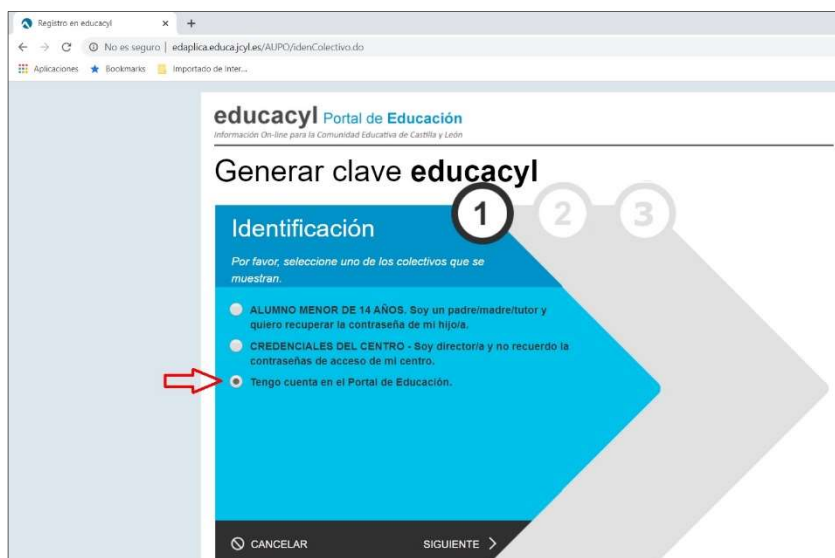 Registro en educacyl
No es seguro | edaplica.educa.jcyl.es/AUPO/idenColectivo.do
Aplicaciones Bookmarks Importado de Inter...
educacyl Portal de Educación
Información On-line para la Comunidad Educativa de Castilla y León
Generar clave educacyl
1 2 3
Identificación
Por favor, seleccione uno de los colectivos que se
muestran.
ALUMNO MENOR DE 14 AÑOS. Soy un padre/madre/tutor y
quiero recuperar la contraseña de mi hijo/a.
CREDENCIALES DEL CENTRO - Soy director/a y no recuerdo la
contraseñas de acceso de mi centro.
Tengo cuenta en el Portal de Educación.
CANCELAR SIGUIENTE